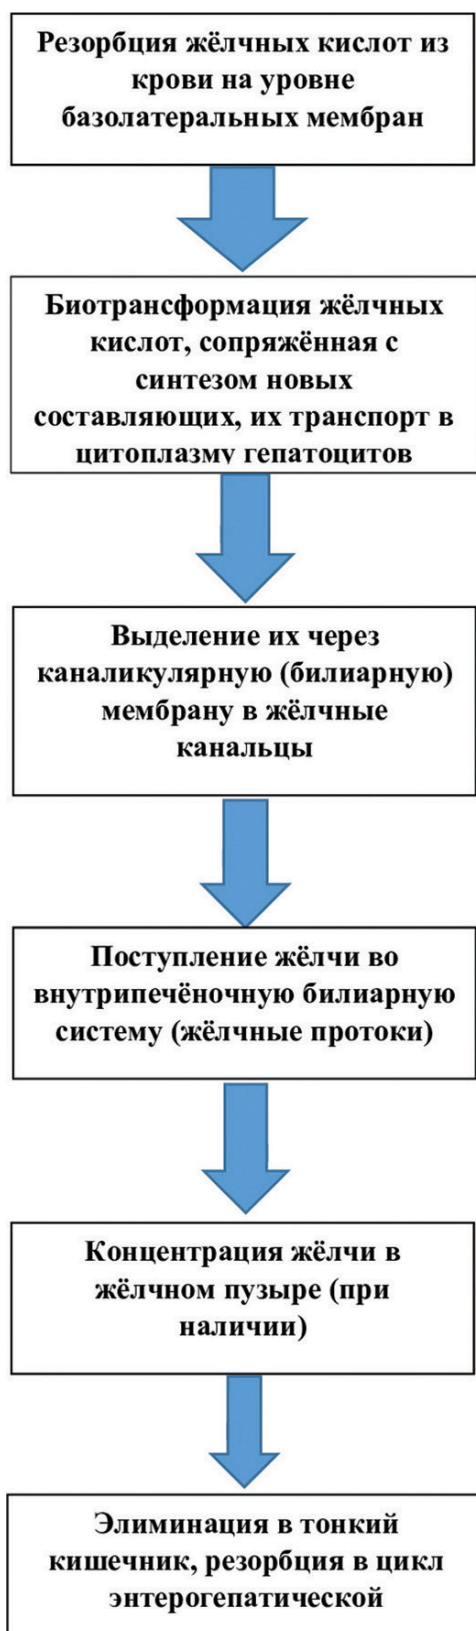 Резорбция жёлчных кислот из
крови на уровне
базолатеральных мембран
Биотрансформация жёлчных
кислот, сопряжённая с
синтезом новых
составляющих, их транспорт в
цитоплазму гепатоцитов
Выделение их через
каналикулярную (билиарную)
мембрану в жёлчные
канальцы
Поступление жёлчи во
внутрипечёночную билиарную
систему (жёлчные протоки)
Концентрация жёлчи в
жёлчном пузыре (при
наличии)
Элиминация в тонкий
кишечник, резорбция в цикл
энтерогепатической